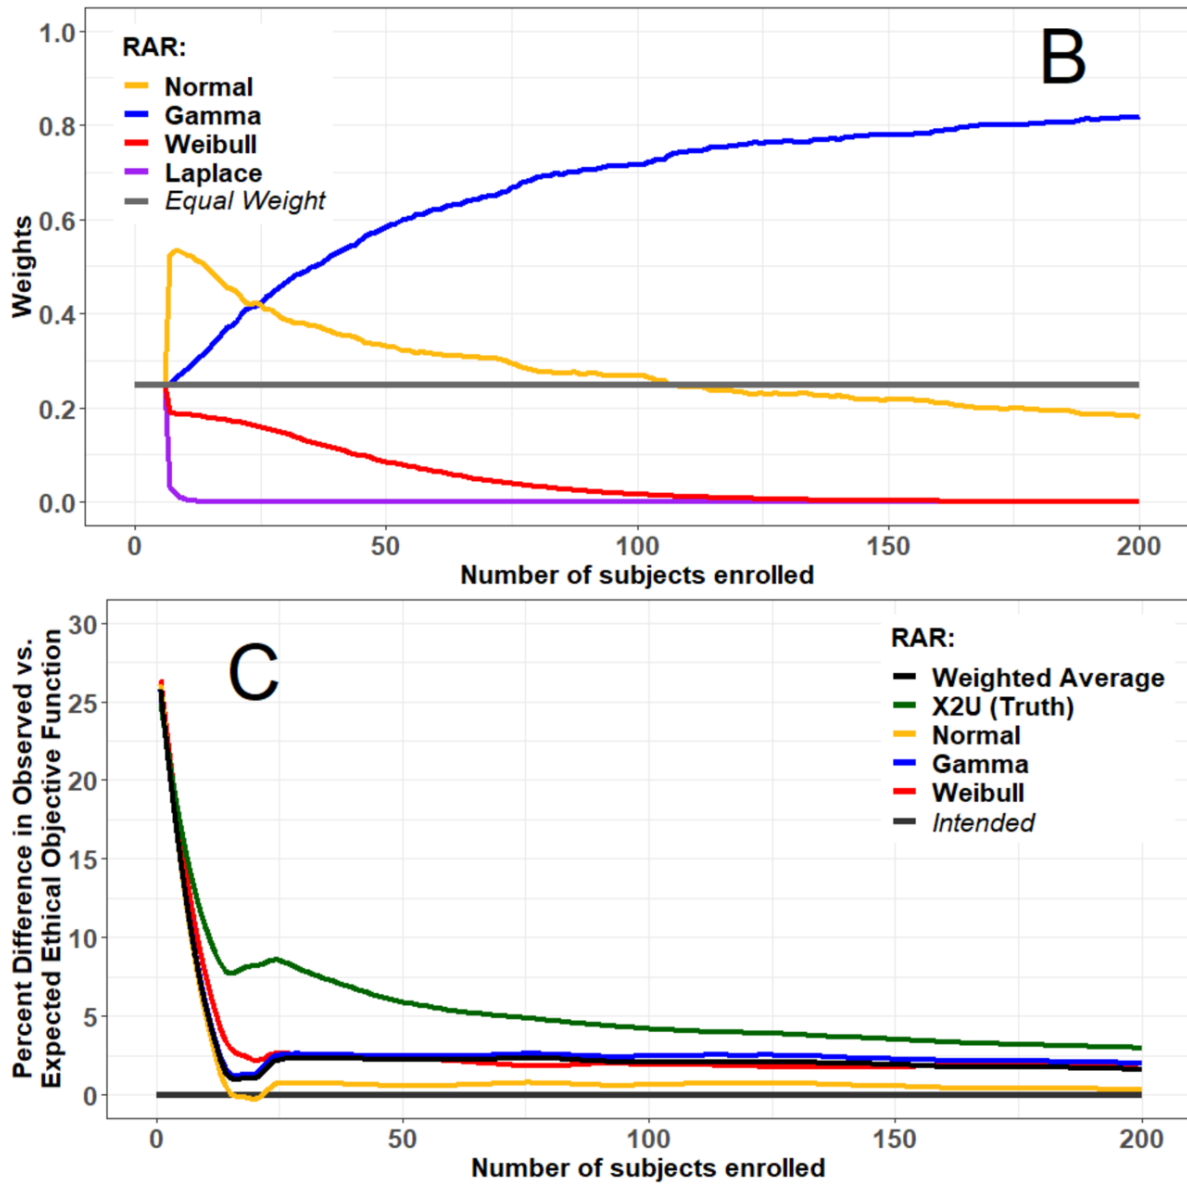 B
RAR:
Normal
Gamma
Weibull
Laplace
Equal Weight
Weights
1.0
0.8
0.6
0.4
0.2
0.0
0 50 100 150 200
Number of subjects enrolled
C
RAR:
Weighted Average
X2U (Truth)
Normal
Gamma
Weibull
Intended
Percent Difference in Observed vs.
Expected Ethical Objective Function
30
25
20
15
10
5
0
0 50 100 150 200
Number of subjects enrolled